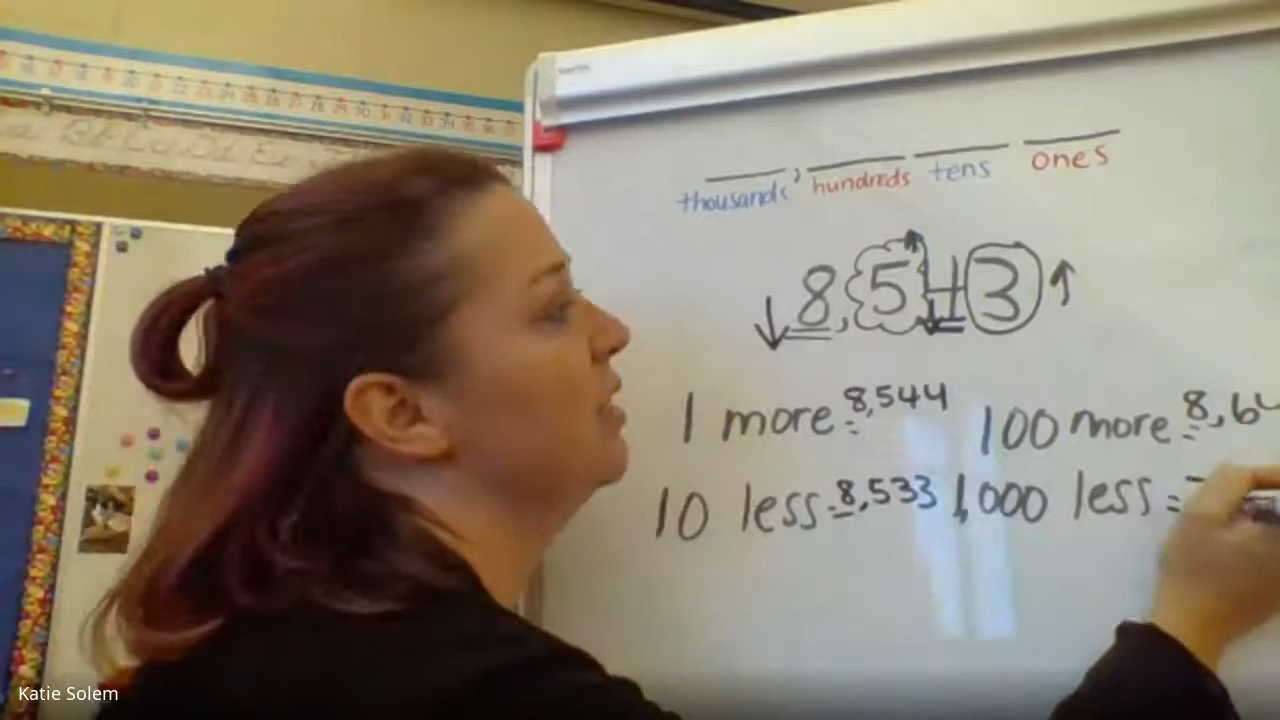 thousands , hundreds tens ones
8,543
1 more = 8,544 100 more = 8,64
10 less = 8,533 1,000 less =
Katie Solem